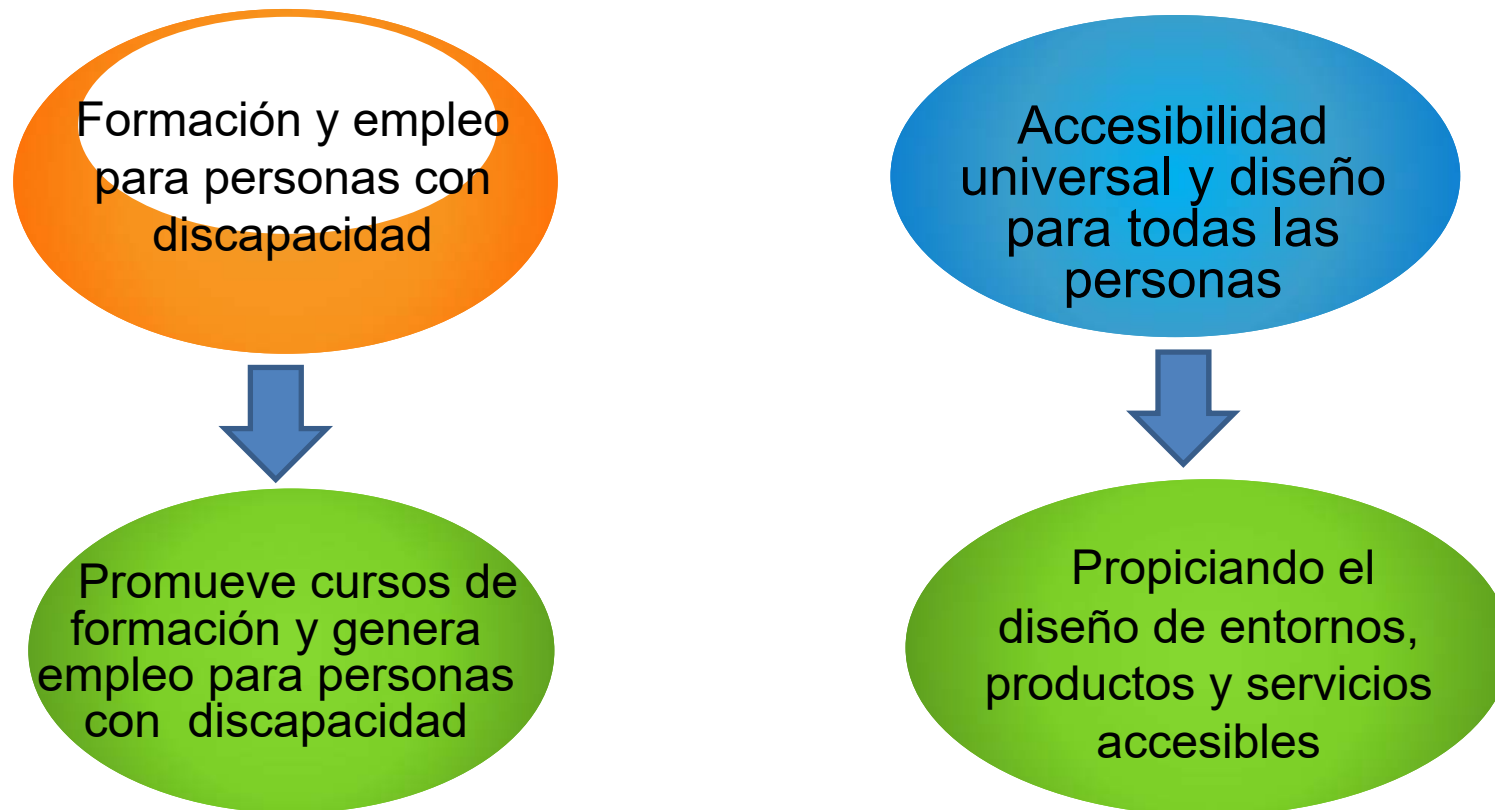 Formación y empleo
para personas con
discapacidad
Promueve cursos de
formación y genera
empleo para personas
con  discapacidad
Accesibilidad
universal y diseño
para todas las
personas
Propiciando el
diseño de entornos,
productos y servicios
accesibles